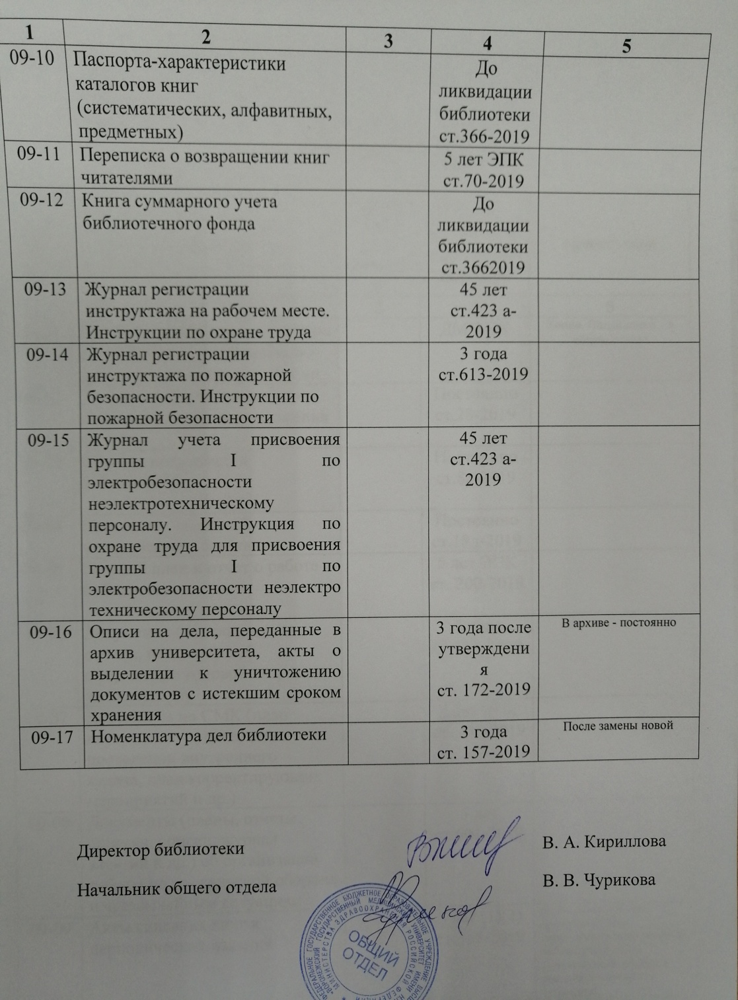 1 2 3 4 5
09-10 Паспорта-характеристики До
каталогов книг ликвидации
(систематических, алфавитных, библиотеки
предметных) ст.366-2019
09-11 Переписка о возвращении книг 5 лет ЭПК
читателями ст.70-2019
09-12 Книга суммарного учета До
библиотечного фонда ликвидации
библиотеки
ст.3662019
09-13 Журнал регистрации 45 лет
инструктажа на рабочем месте. ст.423 а-
Инструкции по охране труда 2019
09-14 Журнал регистрации 3 года
инструктажа по пожарной ст.613-2019
безопасности. Инструкции по
пожарной безопасности
09-15 Журнал учета присвоения 45 лет
группы I по ст.423 а-
электробезопасности 2019
неэлектротехническому
персоналу. Инструкция по
охране труда для присвоения
группы I по
электробезопасности неэлектро
техническому персоналу
09-16 Описи на дела, переданные в 3 года после В архиве - постоянно
архив университета, акты о утверждени
выделении к уничтожению я
документов с истекшим сроком ст. 172-2019
хранения
09-17 Номенклатура дел библиотеки 3 года После замены новой
ст. 157-2019
Директор библиотеки В. А. Кириллова
Начальник общего отдела В. В. Чурикова
ФЕДЕРАЛЬНОЕ ГОСУДАРСТВЕННОЕ БЮДЖЕТНОЕ ОБРАЗОВАТЕЛЬНОЕ УЧРЕЖДЕНИЕ
"ВОРОНЕЖСКИЙ ГОСУДАРСТВЕННЫЙ МЕДИЦИНСКИЙ УНИВЕРСИТЕТ ИМЕНИ
МИНИСТЕРСТВА ЗДРАВООХРАНЕНИЯ РОССИЙСКОЙ ФЕДЕРАЦИИ
ОБЩИЙ
ОТДЕЛ